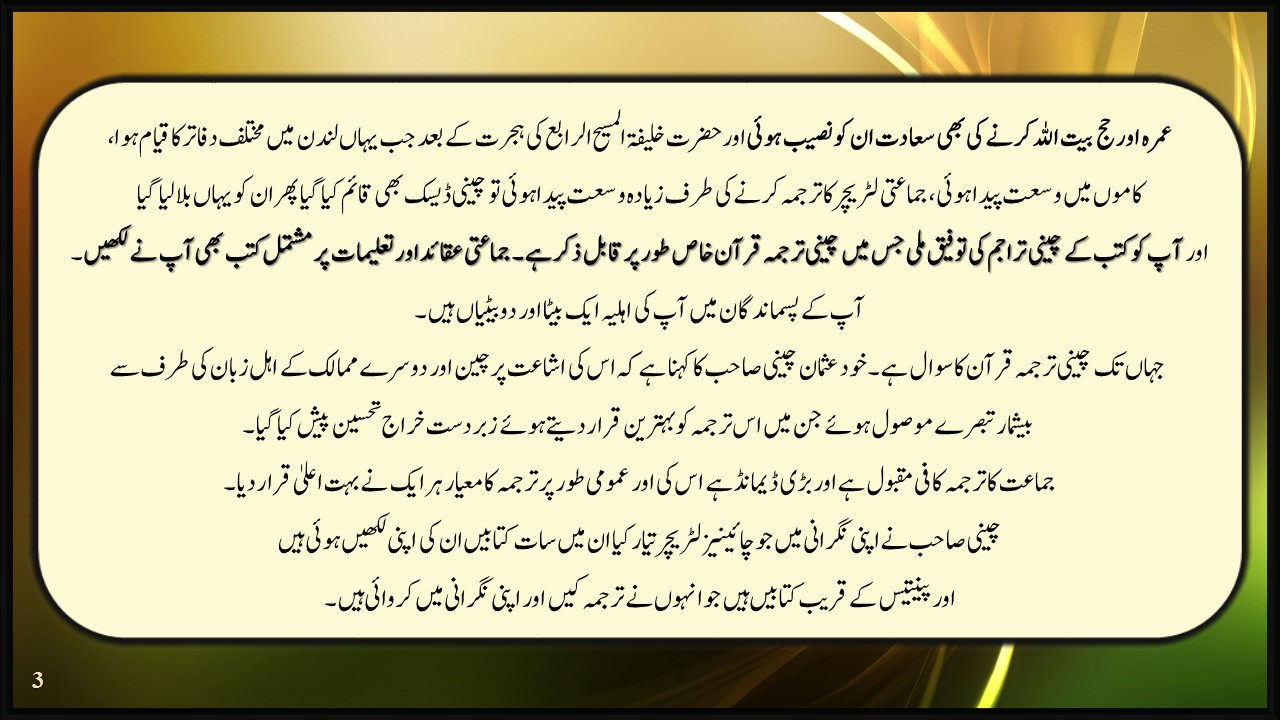 عمرہ اور حج بیت اللہ کرنے کی بھی سعادت ان کو نصیب ہوئی اور حضرت خلیفۃ المسیح الرابع کی ہجرت کے بعد جب یہاں لندن میں مختلف دفاتر کا قیام ہوا،
کاموں میں وسعت پیدا ہوئی، جماعتی لٹریچر کا ترجمہ کرنے کی طرف زیادہ وسعت پیدا ہوئی تو چینی ڈیسک بھی قائم کیا گیا پھر ان کو یہاں بلا لیا گیا
اور آپ کو کتب کے چینی تراجم کی توفیق ملی جس میں چینی ترجمہ قرآن خاص طور پر قابل ذکر ہے۔ جماعتی عقائد اور تعلیمات پر مشتمل کتب بھی آپ نے لکھیں۔
آپ کے پسماندگان میں آپ کی اہلیہ ایک بیٹا اور دو بیٹیاں ہیں۔
جہاں تک چینی ترجمہ قرآن کا سوال ہے۔ خود عثمان چینی صاحب کا کہنا ہے کہ اس کی اشاعت پر چین اور دوسرے ممالک کے اہل زبان کی طرف سے
بیشمار تبصرے موصول ہوئے جن میں اس ترجمہ کو بہترین قرار دیتے ہوئے زبردست خراج تحسین پیش کیا گیا۔
جماعت کا ترجمہ کافی مقبول ہے اور بڑی ڈیمانڈ ہے اس کی اور عمومی طور پر ترجمہ کا معیار ہر ایک نے بہت اعلیٰ قرار دیا۔
چینی صاحب نے اپنی نگرانی میں جو چائینیز لٹریچر تیار کیا ان میں سات کتابیں ان کی اپنی لکھیں ہوئی ہیں
اور پینتیس کے قریب کتابیں ہیں جو انہوں نے ترجمہ کیں اور اپنی نگرانی میں کروائی ہیں۔
3